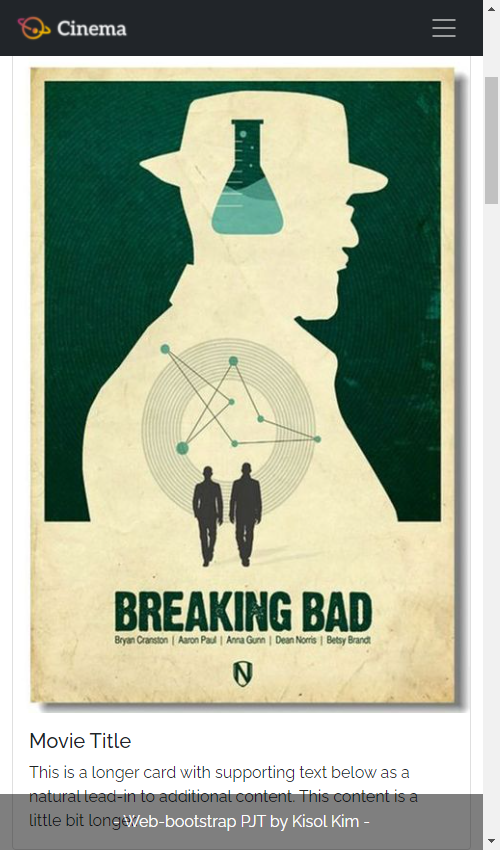 Cinema
BREAKING BAD
Bryan Cranston | Aaron Paul | Anna Gunn | Dean Norris | Betsy Brandt
Movie Title
This is a longer card with supporting text below as a
natural lead-in to additional content. This content is a
little bit longer.
- Web-bootstrap PJT by Kisol Kim -